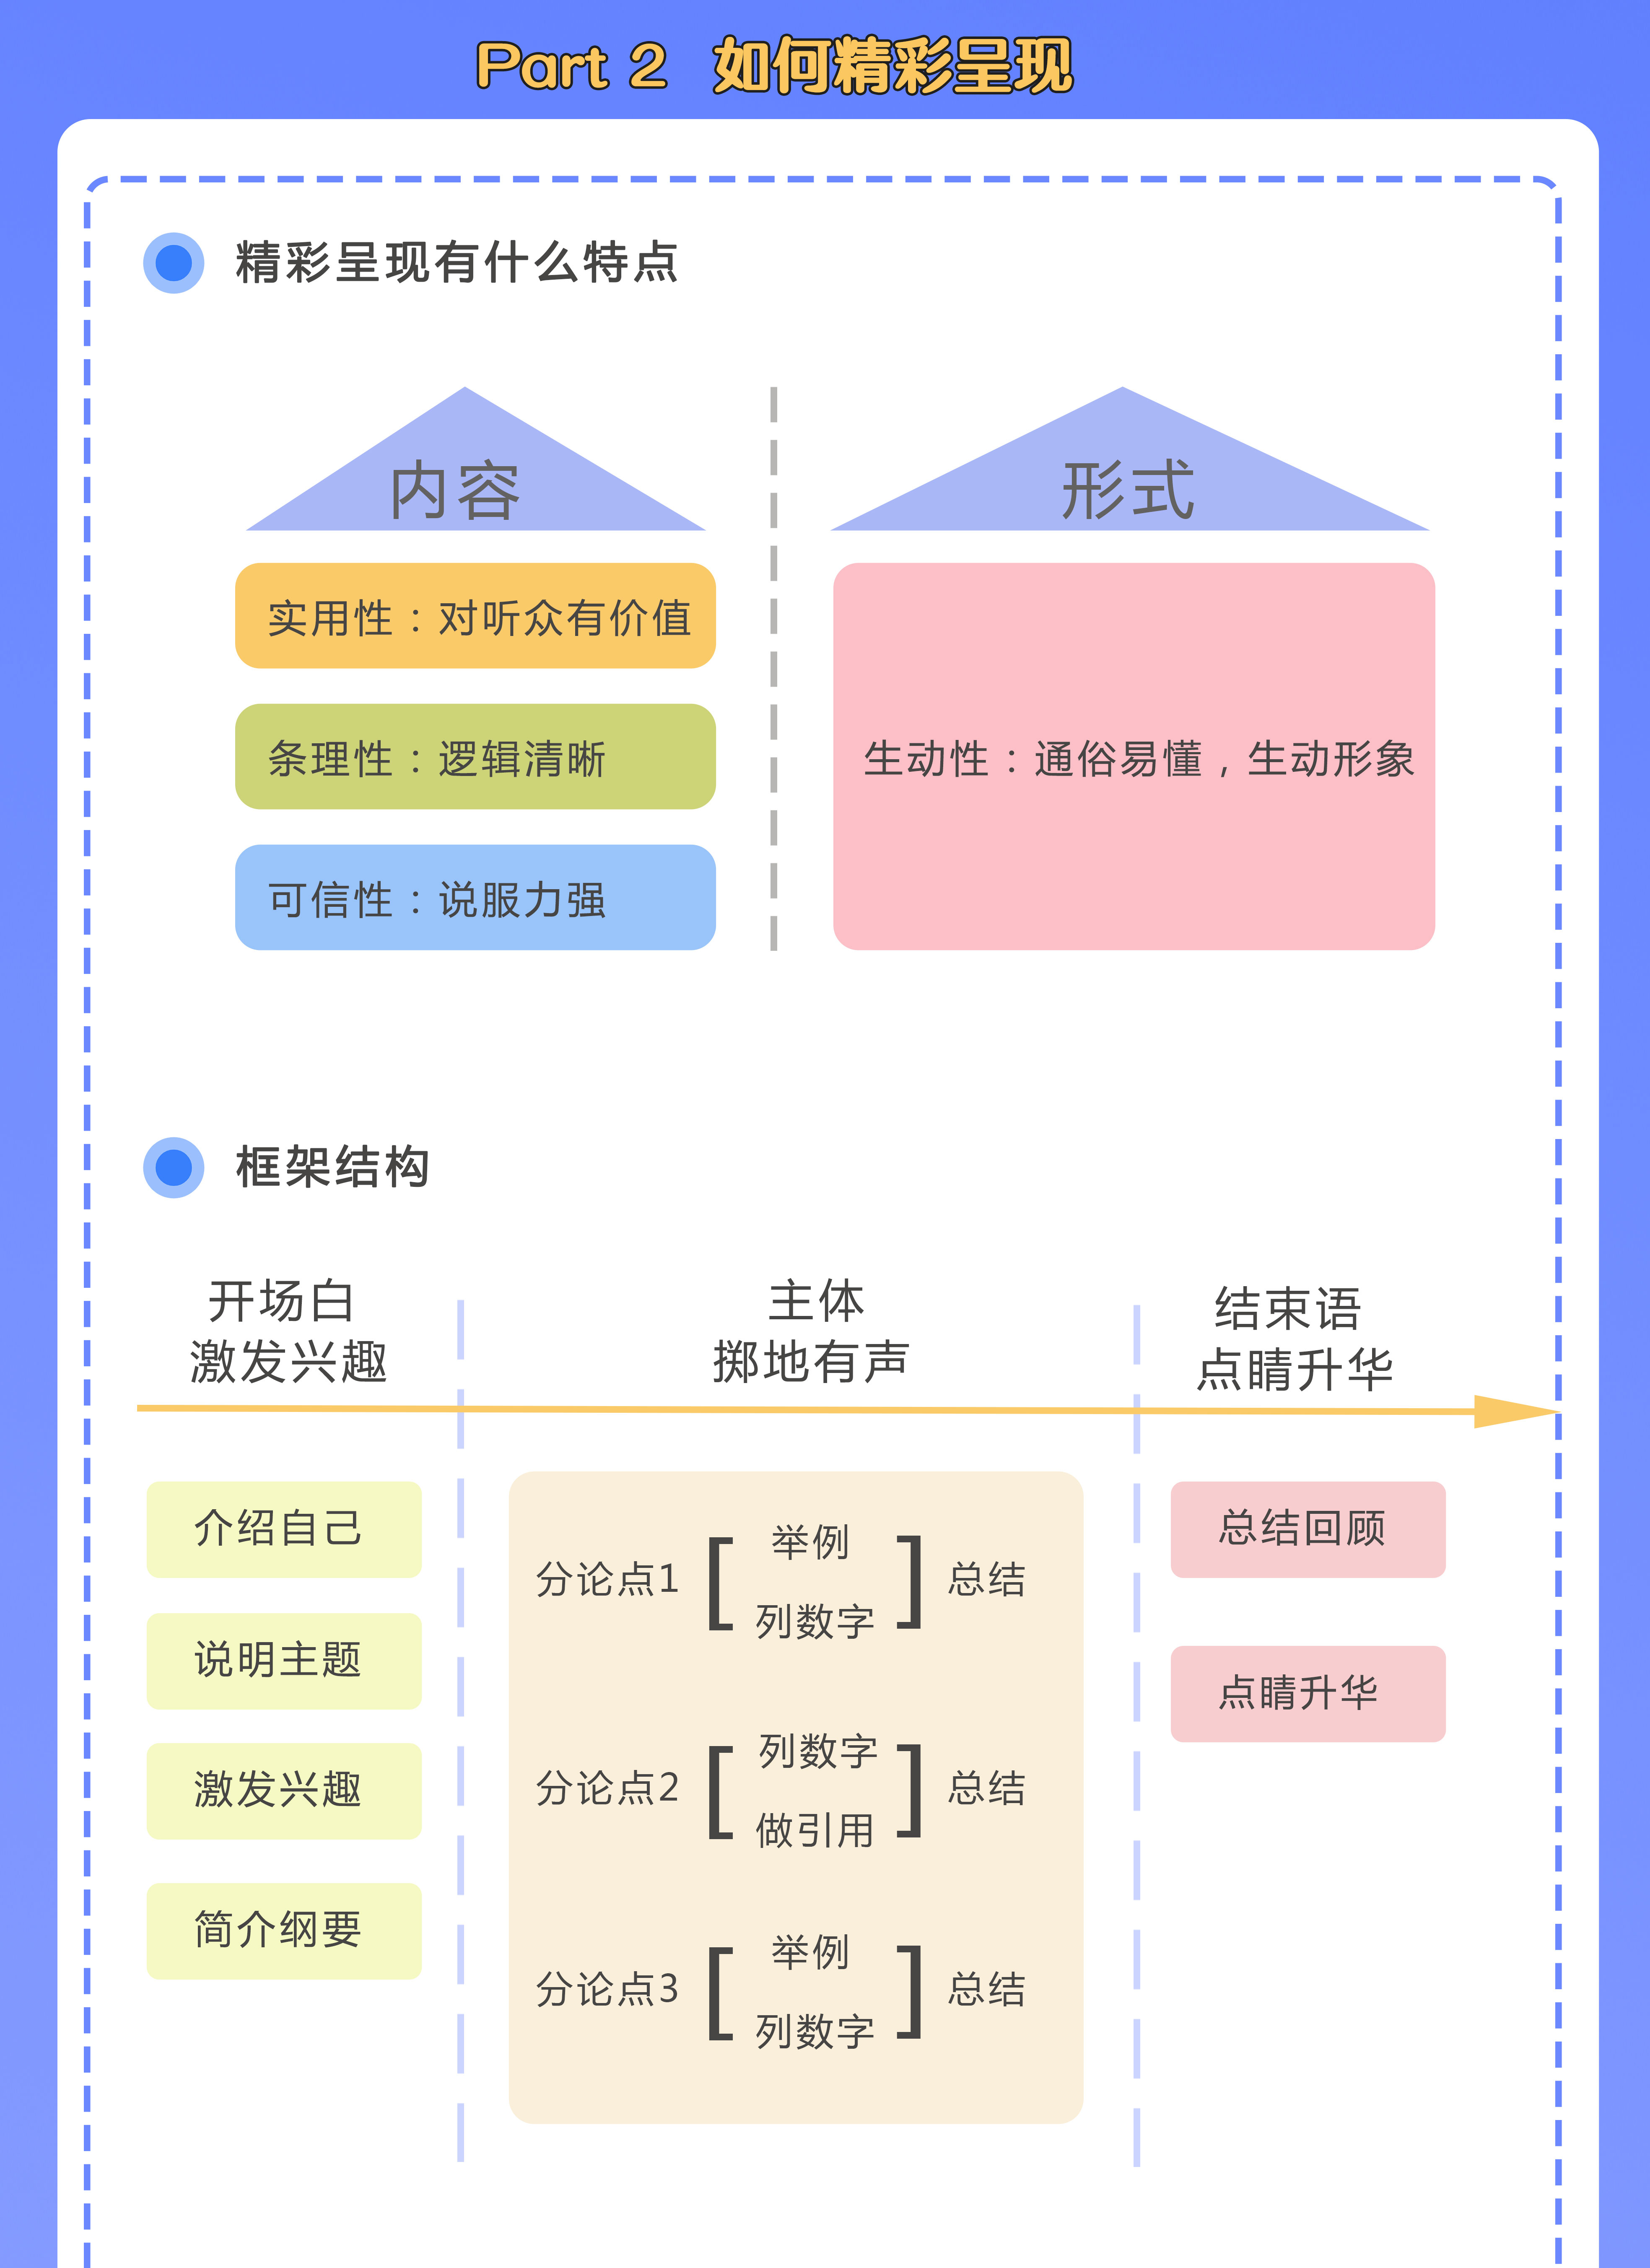 Part 2 如何精彩呈现
精彩呈现有什么特点
内容
实用性：对听众有价值
条理性：逻辑清晰
可信性：说服力强
形式
生动性：通俗易懂，生动形象
框架结构
开场白
激发兴趣
主体
掷地有声
结束语
点睛升华
介绍自己
说明主题
激发兴趣
简介纲要
分论点1
举例
列数字
总结
分论点2
列数字
做引用
总结
分论点3
举例
列数字
总结
总结回顾
点睛升华